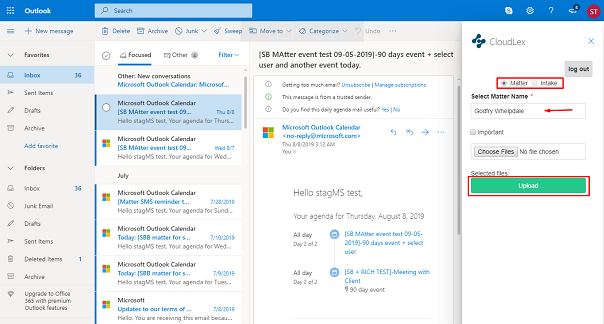 Outlook
Search
ST
New message
Delete
Archive
Junk
Sweep
Move to
Categorize
Undo
Favorites
Inbox 36
Sent Items
Drafts
Archive
Add favorite
Folders
Inbox 36
Junk Email
Drafts
Sent Items
Deleted Items 1
Archive
Upgrade to Office
365 with premium
Outlook features
Focused
Other
Filter
Other: New conversations
Microsoft Outlook Calendar: Microsof...
Microsoft Outlook Calendar
[SB MAtter event test 09... Thu 8/8
Hello stagMS test, Your agenda for Thurs...
Microsoft Outlook Calendar
[SB MAtter event test 09... Wed 8/7
Hello stagMS test, Your agenda for Wed...
July
Microsoft Outlook Calendar
[Matter SMS reminder t... 7/28/2019
Hello stagMS test, Your agenda for Sund...
Microsoft Outlook Calendar
Today: [SBB matter for s... 7/10/2019
Hello stagMS test, Your agenda for Wed...
Microsoft Outlook Calendar
Today: [SBB matter for s... 7/9/2019
Hello stagMS test, Your agenda for Tues...
Microsoft
Updates to our terms of ... 7/8/2019
Hello, You are receiving this email becau...
[SB MAtter event test 09-05-2019]-90 days event + select
user and another event today.
Getting too much email? Unsubscribe | Manage subscriptions
This message is from a trusted sender.
Do you find this daily agenda mail useful? Yes | No
Microsoft Outlook Calendar
<no-reply@microsoft.com>
Thu 8/8/2019 3:12 AM
You
Hello stagMS test,
Your agenda for Thursday, August 8, 2019
All day
Day 2 of 2
[SB MAtter event test 09-05-
2019]-90 days event + select
user
All day
Day 2 of 2
[SB + RICH TEST]-Meeting with
Client
90 day event
CloudLex
log out
Matter Intake
Select Matter Name *
Godfry Whelpdale
Important
Choose Files No file chosen
Selected files:
Upload